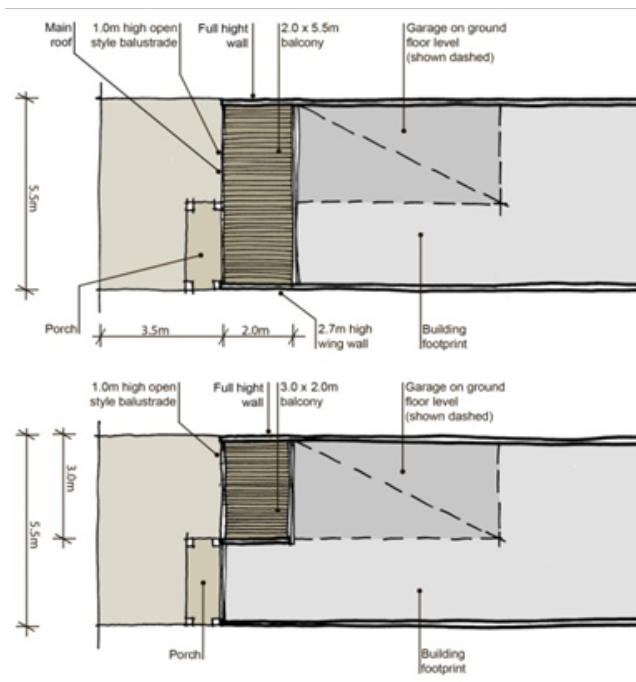 Main
roof
1.0m high open
style balustrade
Full hight
wall
2.0 x 5.5m
balcony
Garage on ground
floor level
(shown dashed)
5.5m
Porch
3.5m
2.0m
2.7m high
wing wall
Building
footprint
1.0m high open
style balustrade
Full hight
wall
3.0 x 2.0m
balcony
Garage on ground
floor level
(shown dashed)
3.0m
5.5m
Porch
Building
footprint